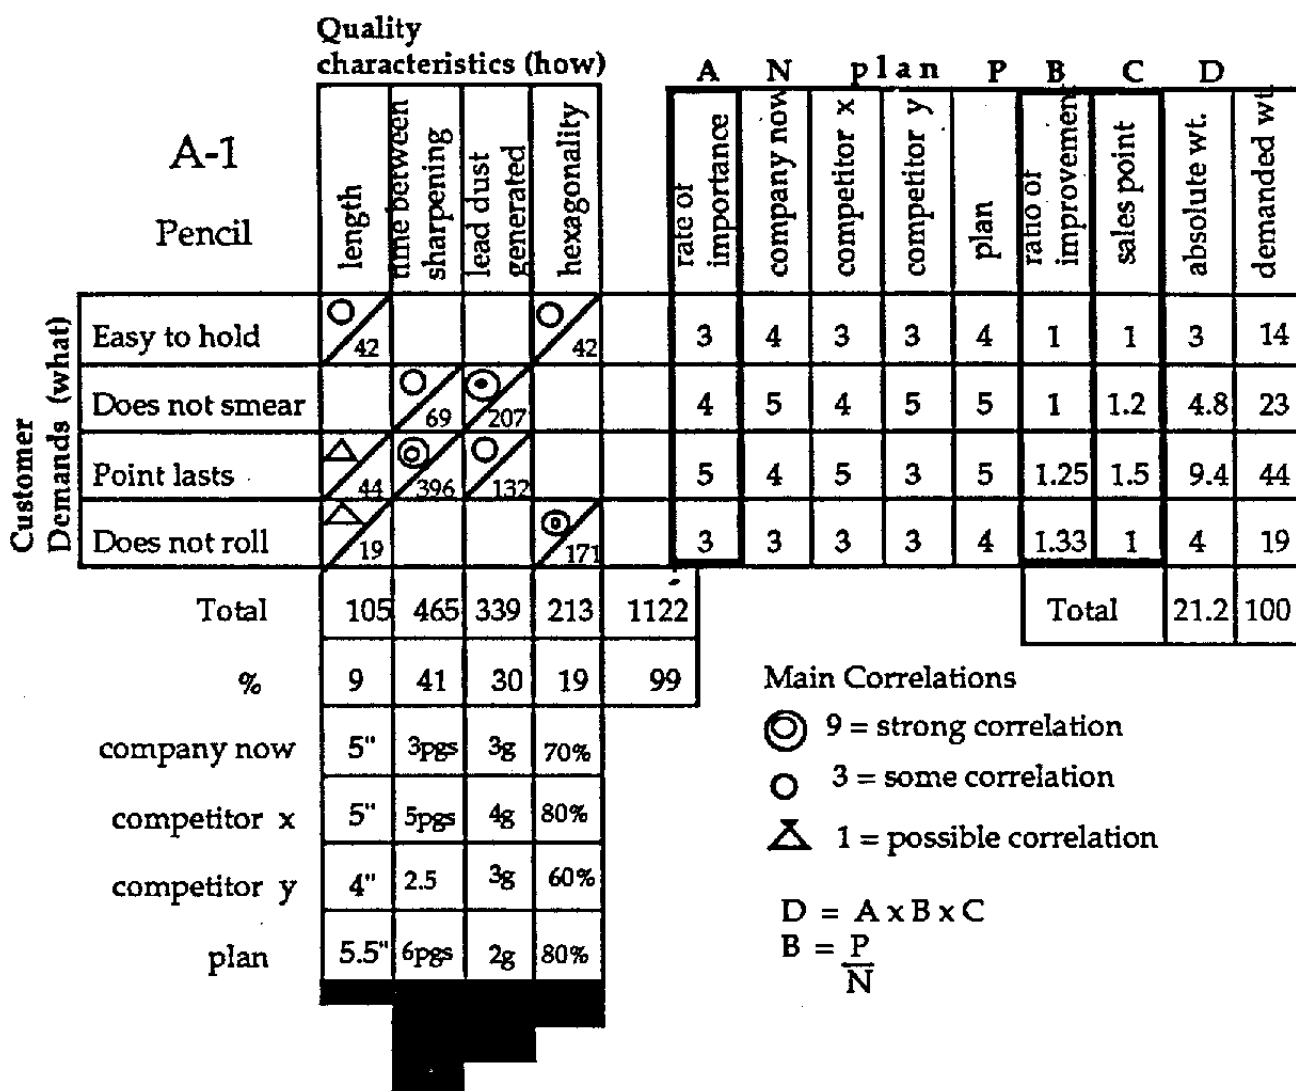 Quality
characteristics (how)
A N plan P B C D
A-1
Pencil
length
time between
sharpening
lead dust
generated
hexagonality
rate of
importance
company now
competitor x
competitor y
plan
ratio of
improvement
sales point
absolute wt.
demanded wt.
Customer
Demands (what)
Easy to hold 42 42 3 4 3 3 4 1 1 3 14
Does not smear 69 207 4 5 4 5 5 1 1.2 4.8 23
Point lasts 44 396 132 5 4 5 3 5 1.25 1.5 9.4 44
Does not roll 19 171 3 3 3 3 4 1.33 1 4 19
Total 105 465 339 213 1122 Total 21.2 100
% 9 41 30 19 99
company now 5" 3pgs 3g 70%
competitor x 5" 5pgs 4g 80%
competitor y 4" 2.5 3g 60%
plan 5.5" 6pgs 2g 80%
Main Correlations
9 = strong correlation
3 = some correlation
1 = possible correlation
D = A x B x C
B = P
N